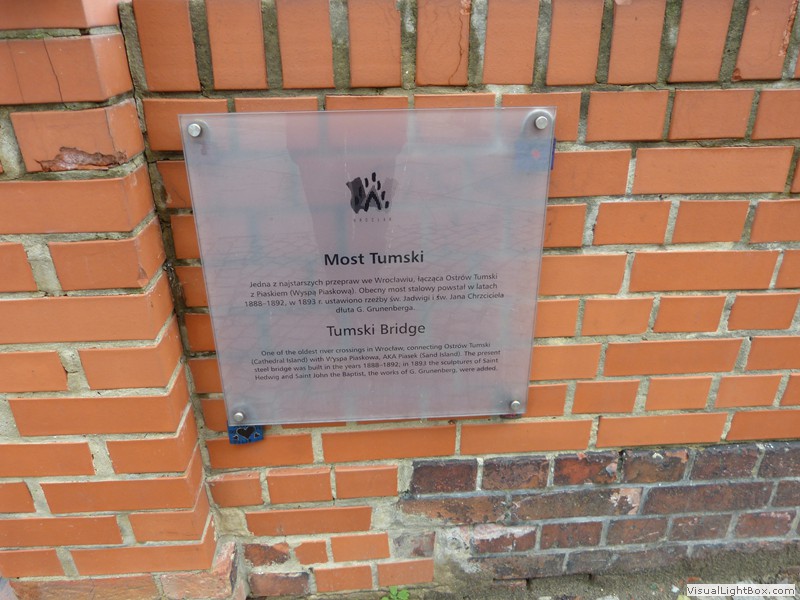 WROCŁAW
Most Tumski
Jedna z najstarszych przepraw we Wrocławiu, łącząca Ostrów Tumski
z Piaskiem (Wyspą Piaskową). Obecny most stalowy powstał w latach
1888-1892, w 1893 r. ustawiono rzeźby św. Jadwigi i św. Jana Chrzciciela
dłuta G. Grunenberga.
Tumski Bridge
One of the oldest river crossings in Wrocław, connecting Ostrów Tumski
(Cathedral Island) with Wyspa Piaskowa, AKA Piasek (Sand Island). The present
steel bridge was built in the years 1888-1892; in 1893 the sculptures of Saint
Hedwig and Saint John the Baptist, the works of G. Grunenberg, were added.
VisualLightBox.com